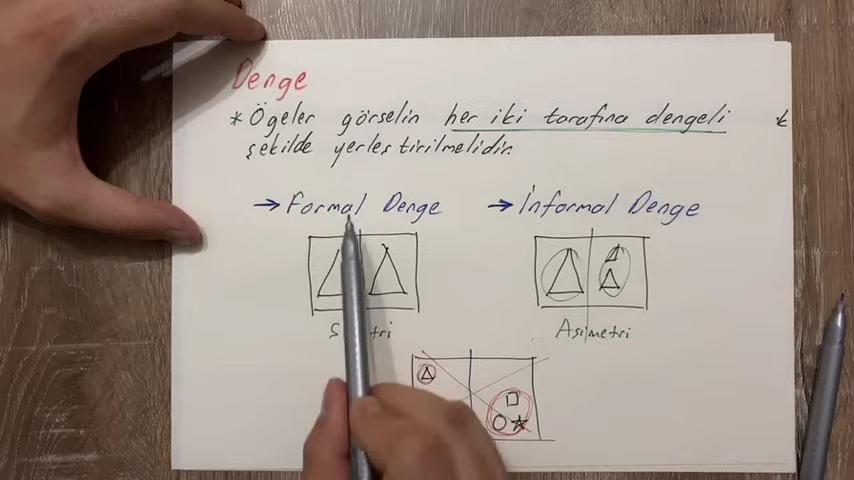 Denge
* Ögeler görselin her iki tarafına dengeli
şekilde yerleştirilmelidir.
→ Formal Denge
→ İnformal Denge
Asimetri